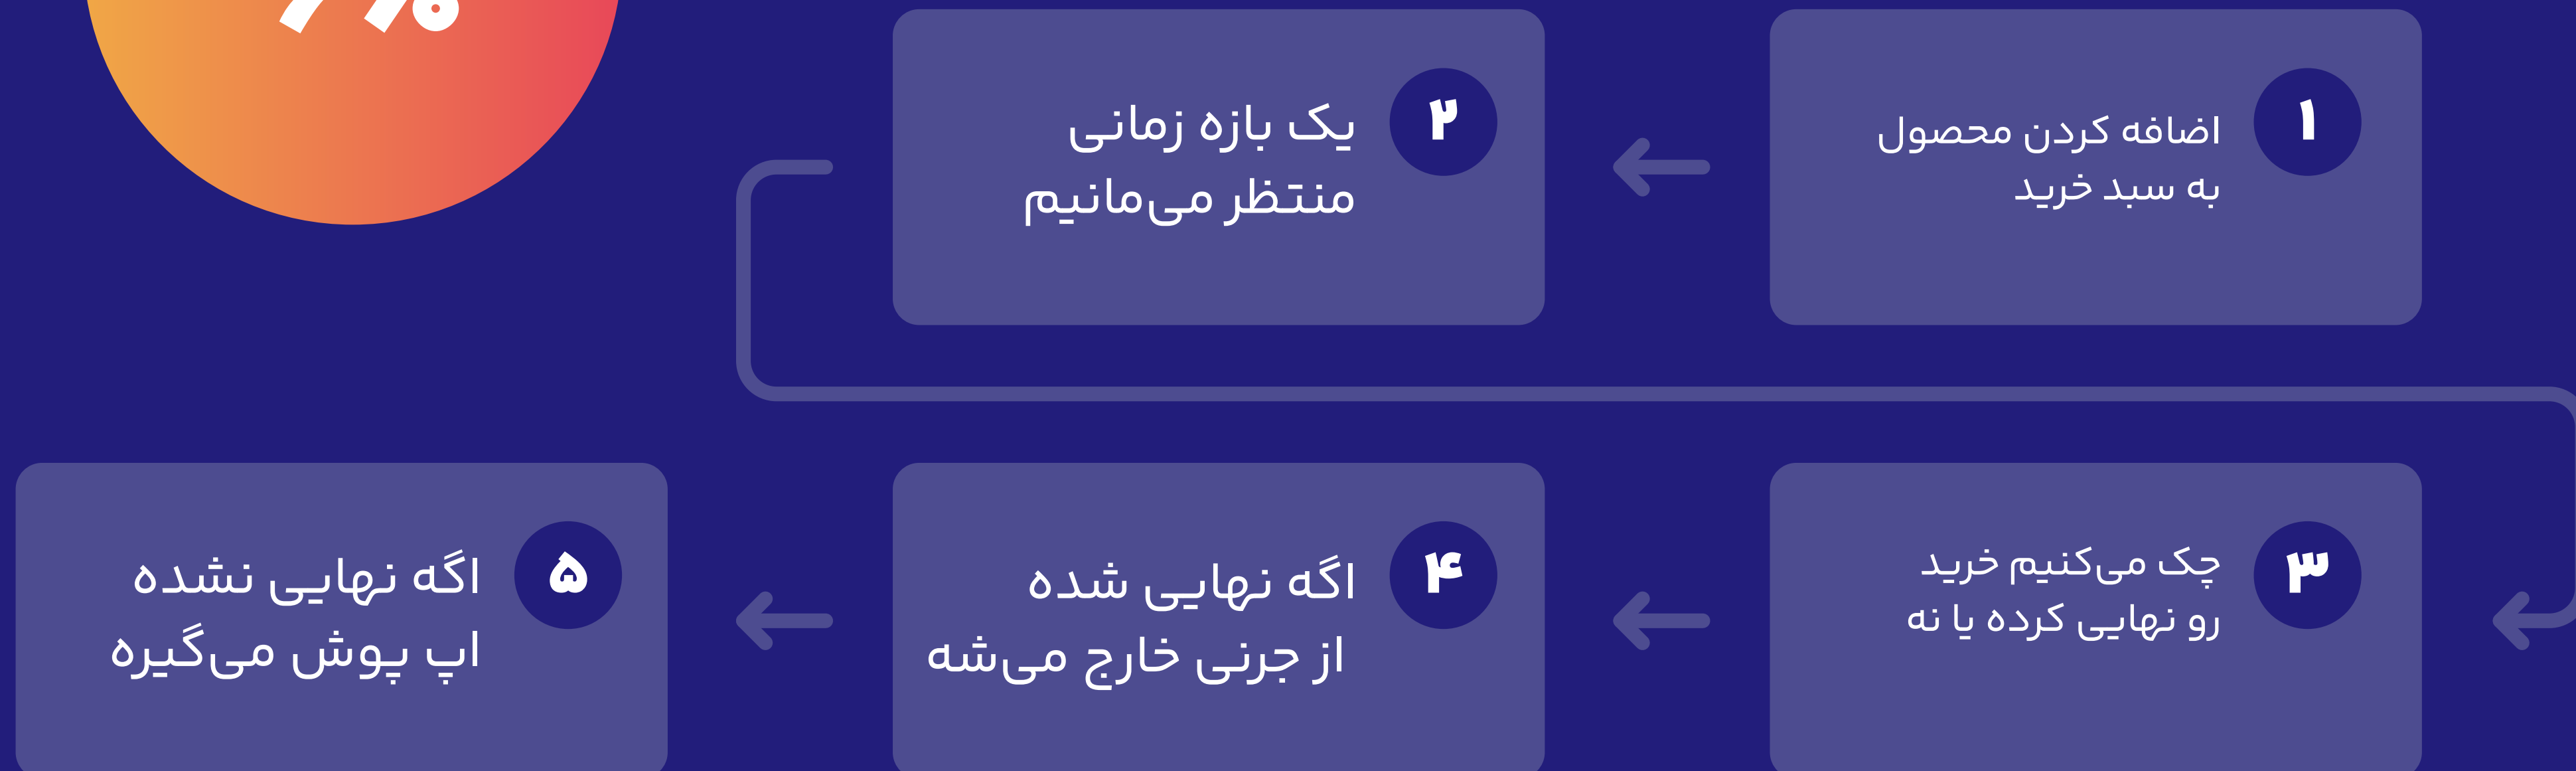 ۱
اضافه کردن محصول
به سبد خرید
۲
یک بازه زمانی
منتظر می‌مانیم
۳
چک می‌کنیم خرید
رو نهایی کرده یا نه
۴
اگه نهایی شده
از جرنی خارج می‌شه
۵
اگه نهایی نشده
اپ پوش می‌گیره